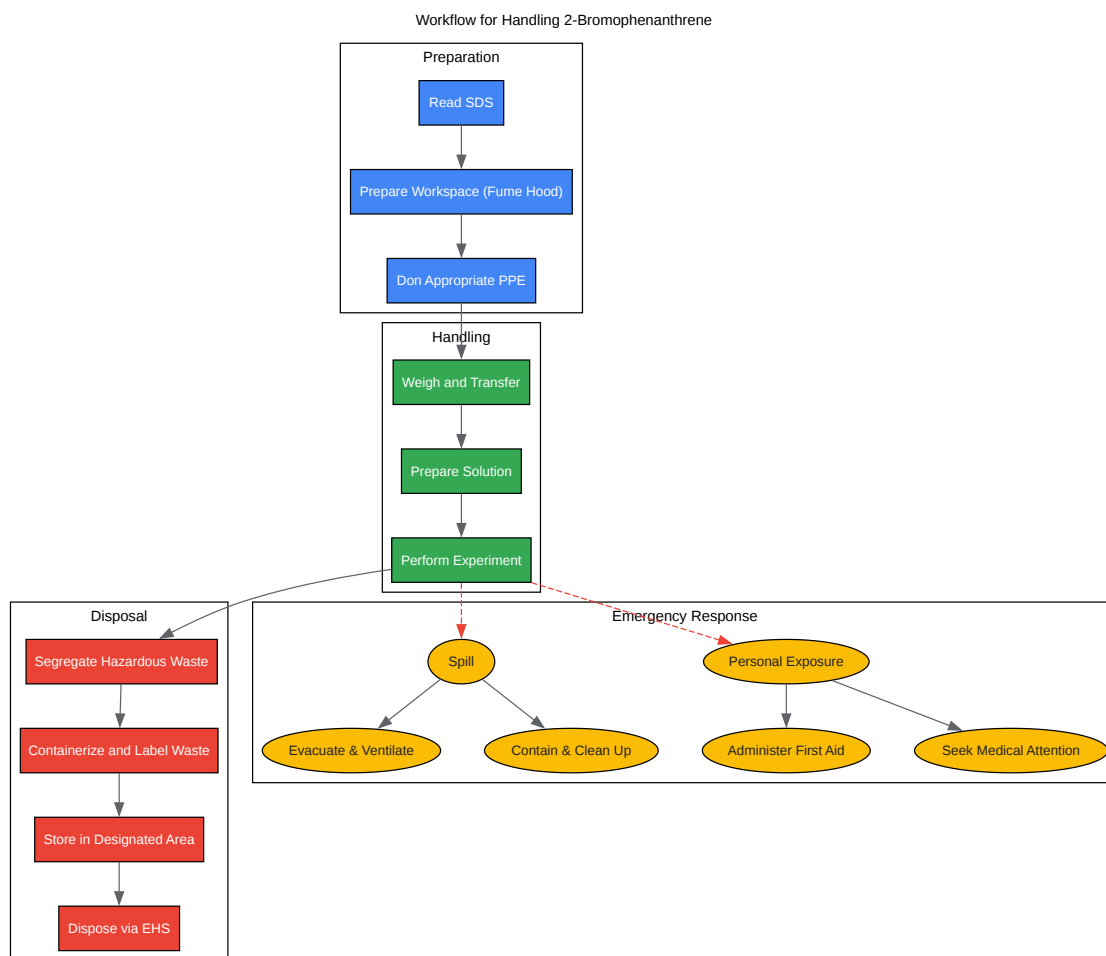 Workflow for Handling 2-Bromophenanthrene
Preparation
Read SDS
Prepare Workspace (Fume Hood)
Don Appropriate PPE
Handling
Weigh and Transfer
Prepare Solution
Perform Experiment
Disposal
Segregate Hazardous Waste
Containerize and Label Waste
Store in Designated Area
Dispose via EHS
Emergency Response
Spill
Personal Exposure
Evacuate & Ventilate
Contain & Clean Up
Administer First Aid
Seek Medical Attention